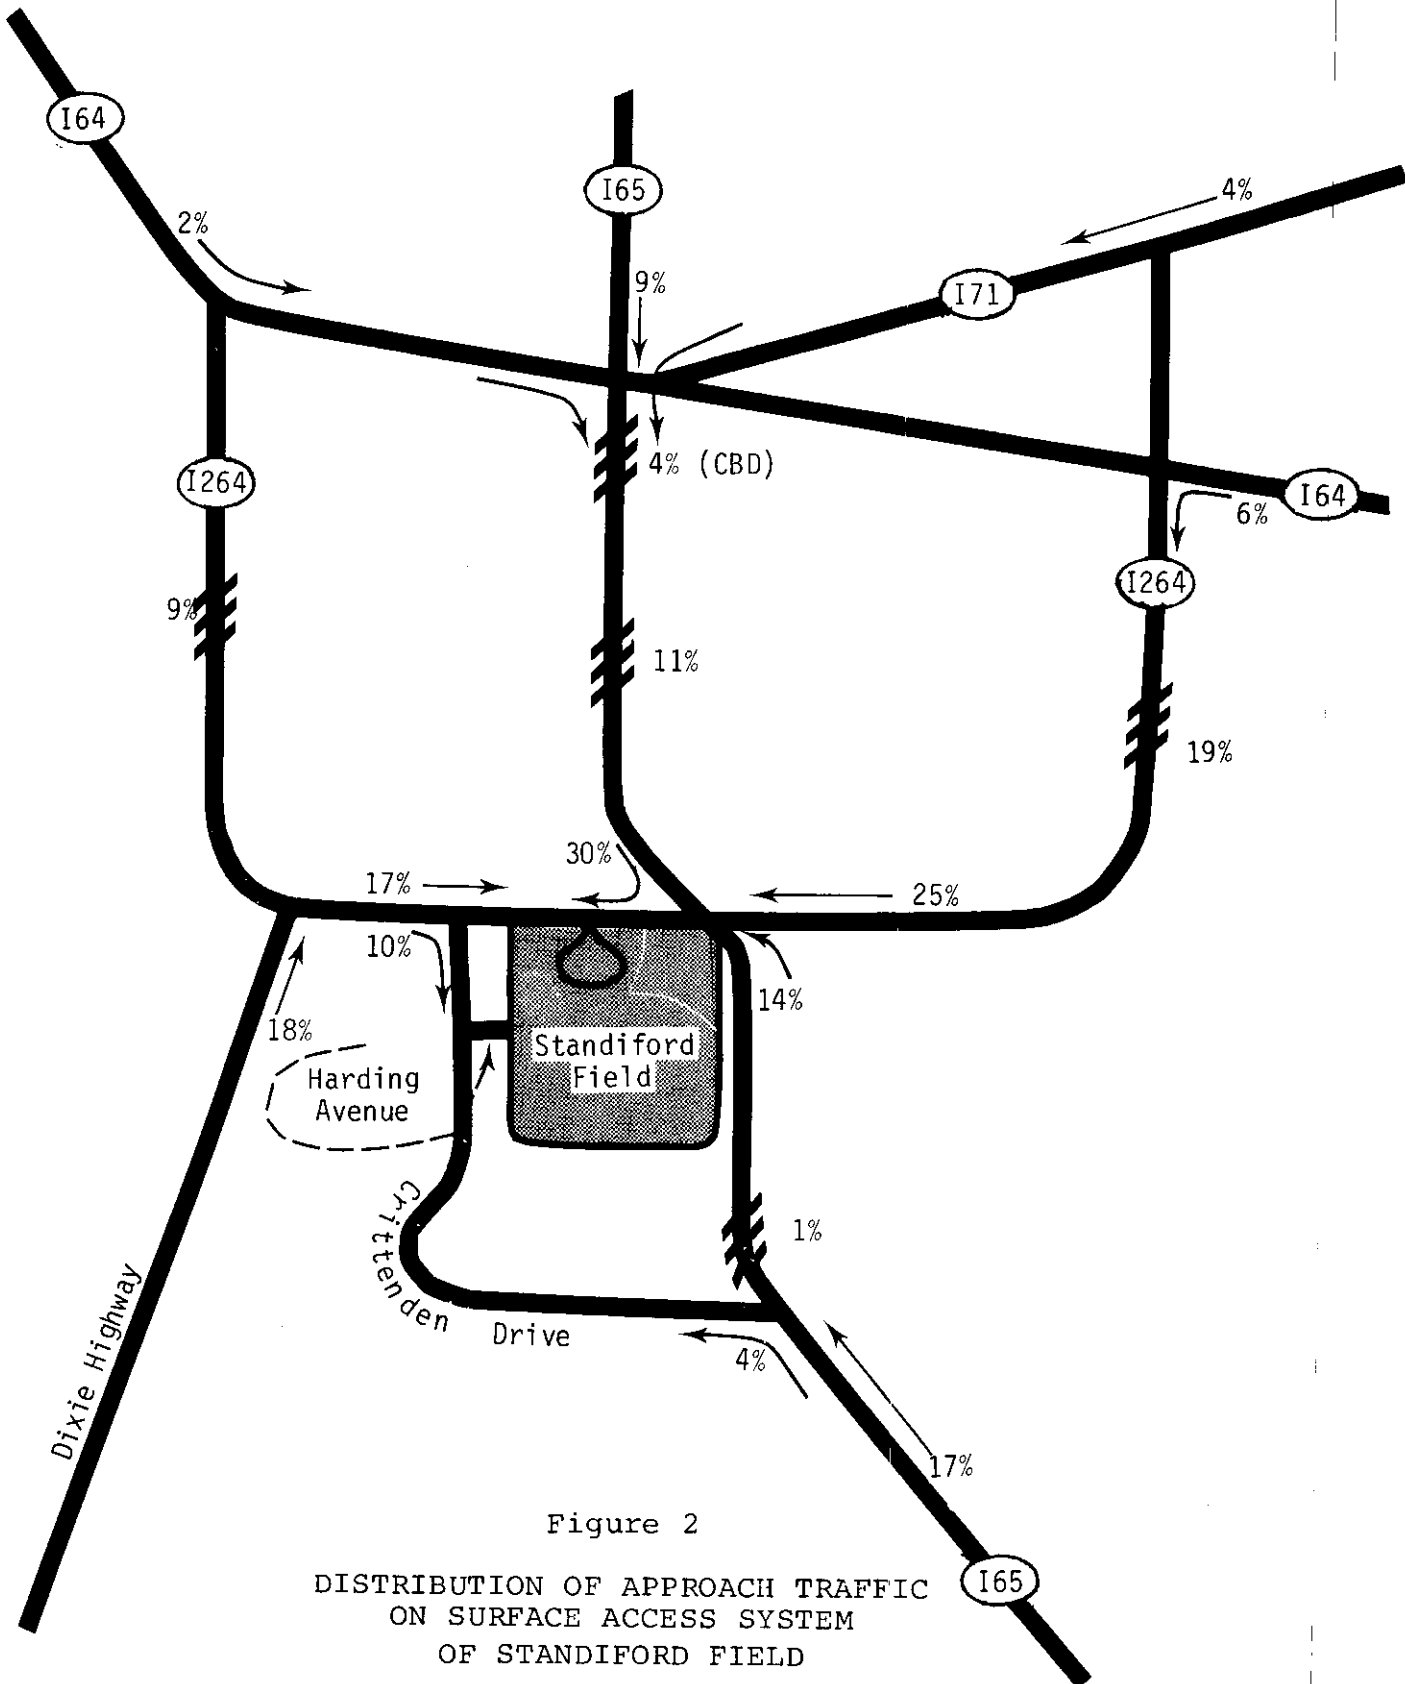 I64
I65
4%
2%
9%
I71
4% (CBD)
I264
I64
6%
I264
9%
11%
19%
30%
17%
25%
10%
14%
18%
Standiford
Field
Harding
Avenue
Crittenden Drive
1%
4%
Dixie Highway
17%
Figure 2
I65
DISTRIBUTION OF APPROACH TRAFFIC
ON SURFACE ACCESS SYSTEM
OF STANDIFORD FIELD